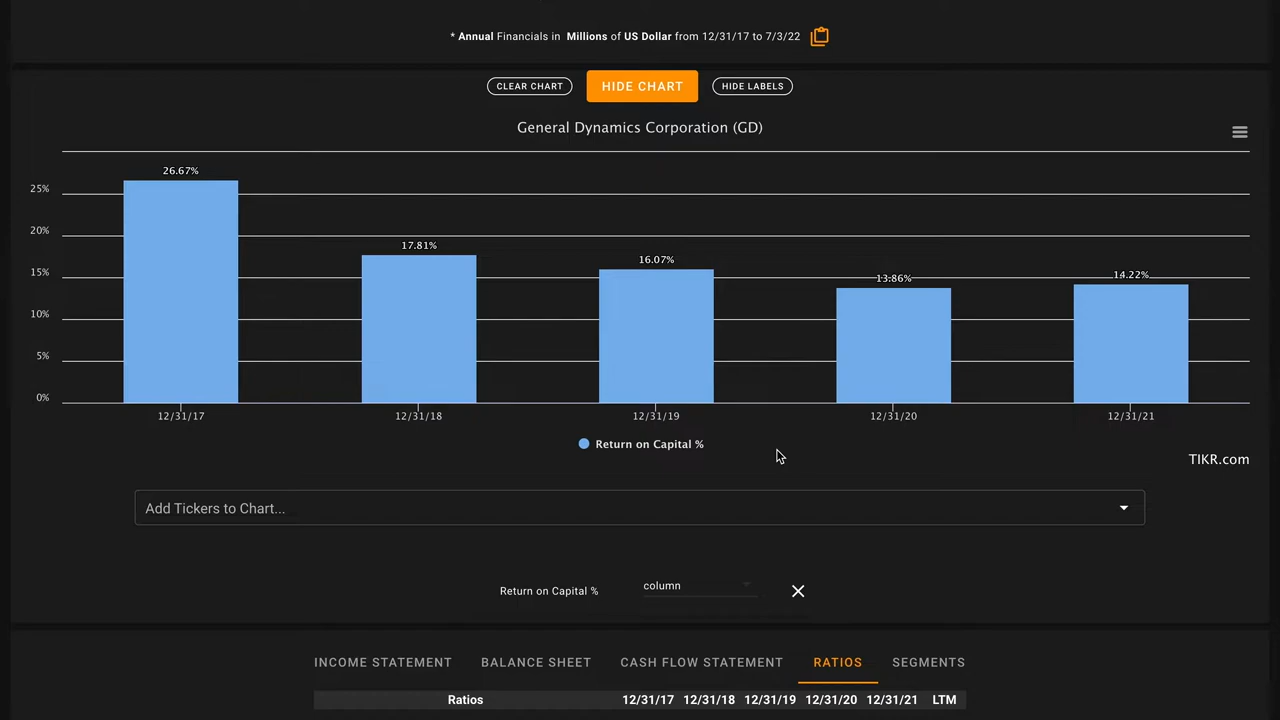 * Annual Financials in Millions of US Dollar from 12/31/17 to 7/3/22
CLEAR CHART HIDE CHART HIDE LABELS
General Dynamics Corporation (GD)
26.67%
17.81%
16.07%
13.86%
14.22%
25%
20%
15%
10%
5%
0%
12/31/17 12/31/18 12/31/19 12/31/20 12/31/21
Return on Capital %
TIKR.com
Add Tickers to Chart...
Return on Capital % column
INCOME STATEMENT BALANCE SHEET CASH FLOW STATEMENT RATIOS SEGMENTS
Ratios 12/31/17 12/31/18 12/31/19 12/31/20 12/31/21 LTM